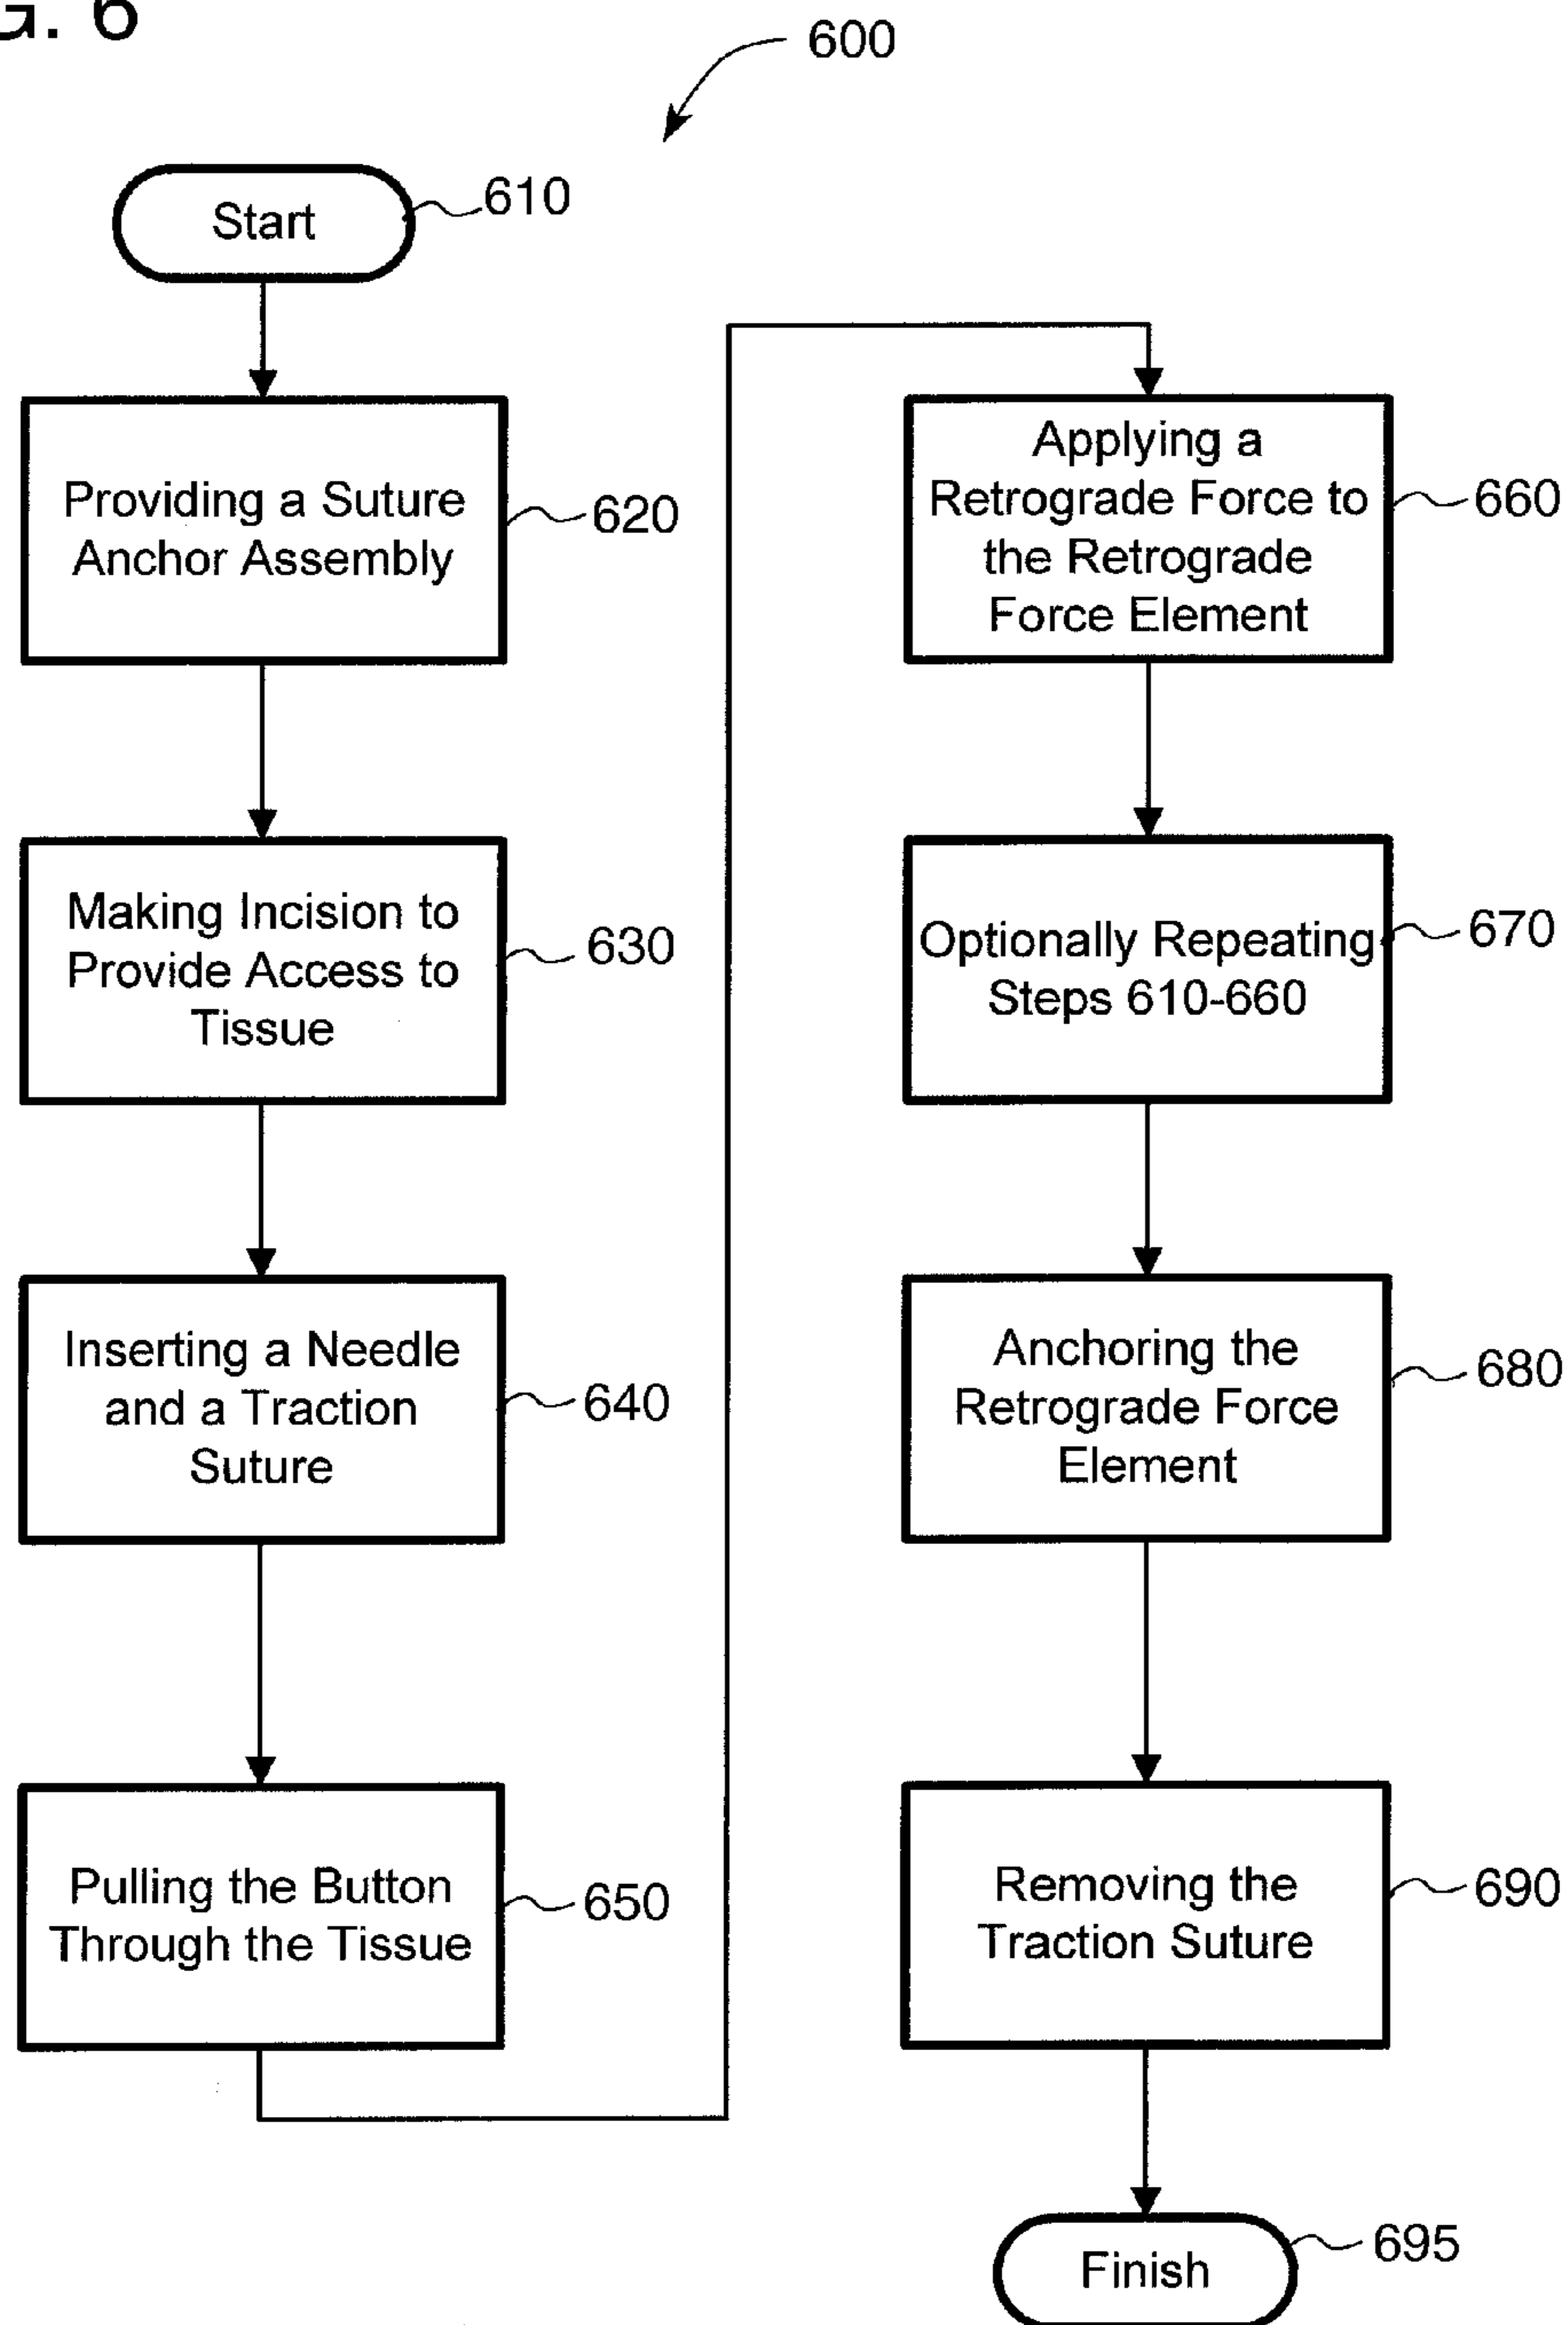 G. 6
600
Start
610
Providing a Suture
Anchor Assembly
620
Making Incision to
Provide Access to
Tissue
630
Inserting a Needle
and a Traction
Suture
640
Pulling the Button
Through the Tissue
650
Applying a
Retrograde Force to
the Retrograde
Force Element
660
Optionally Repeating
Steps 610-660
670
Anchoring the
Retrograde Force
Element
680
Removing the
Traction Suture
690
Finish
695